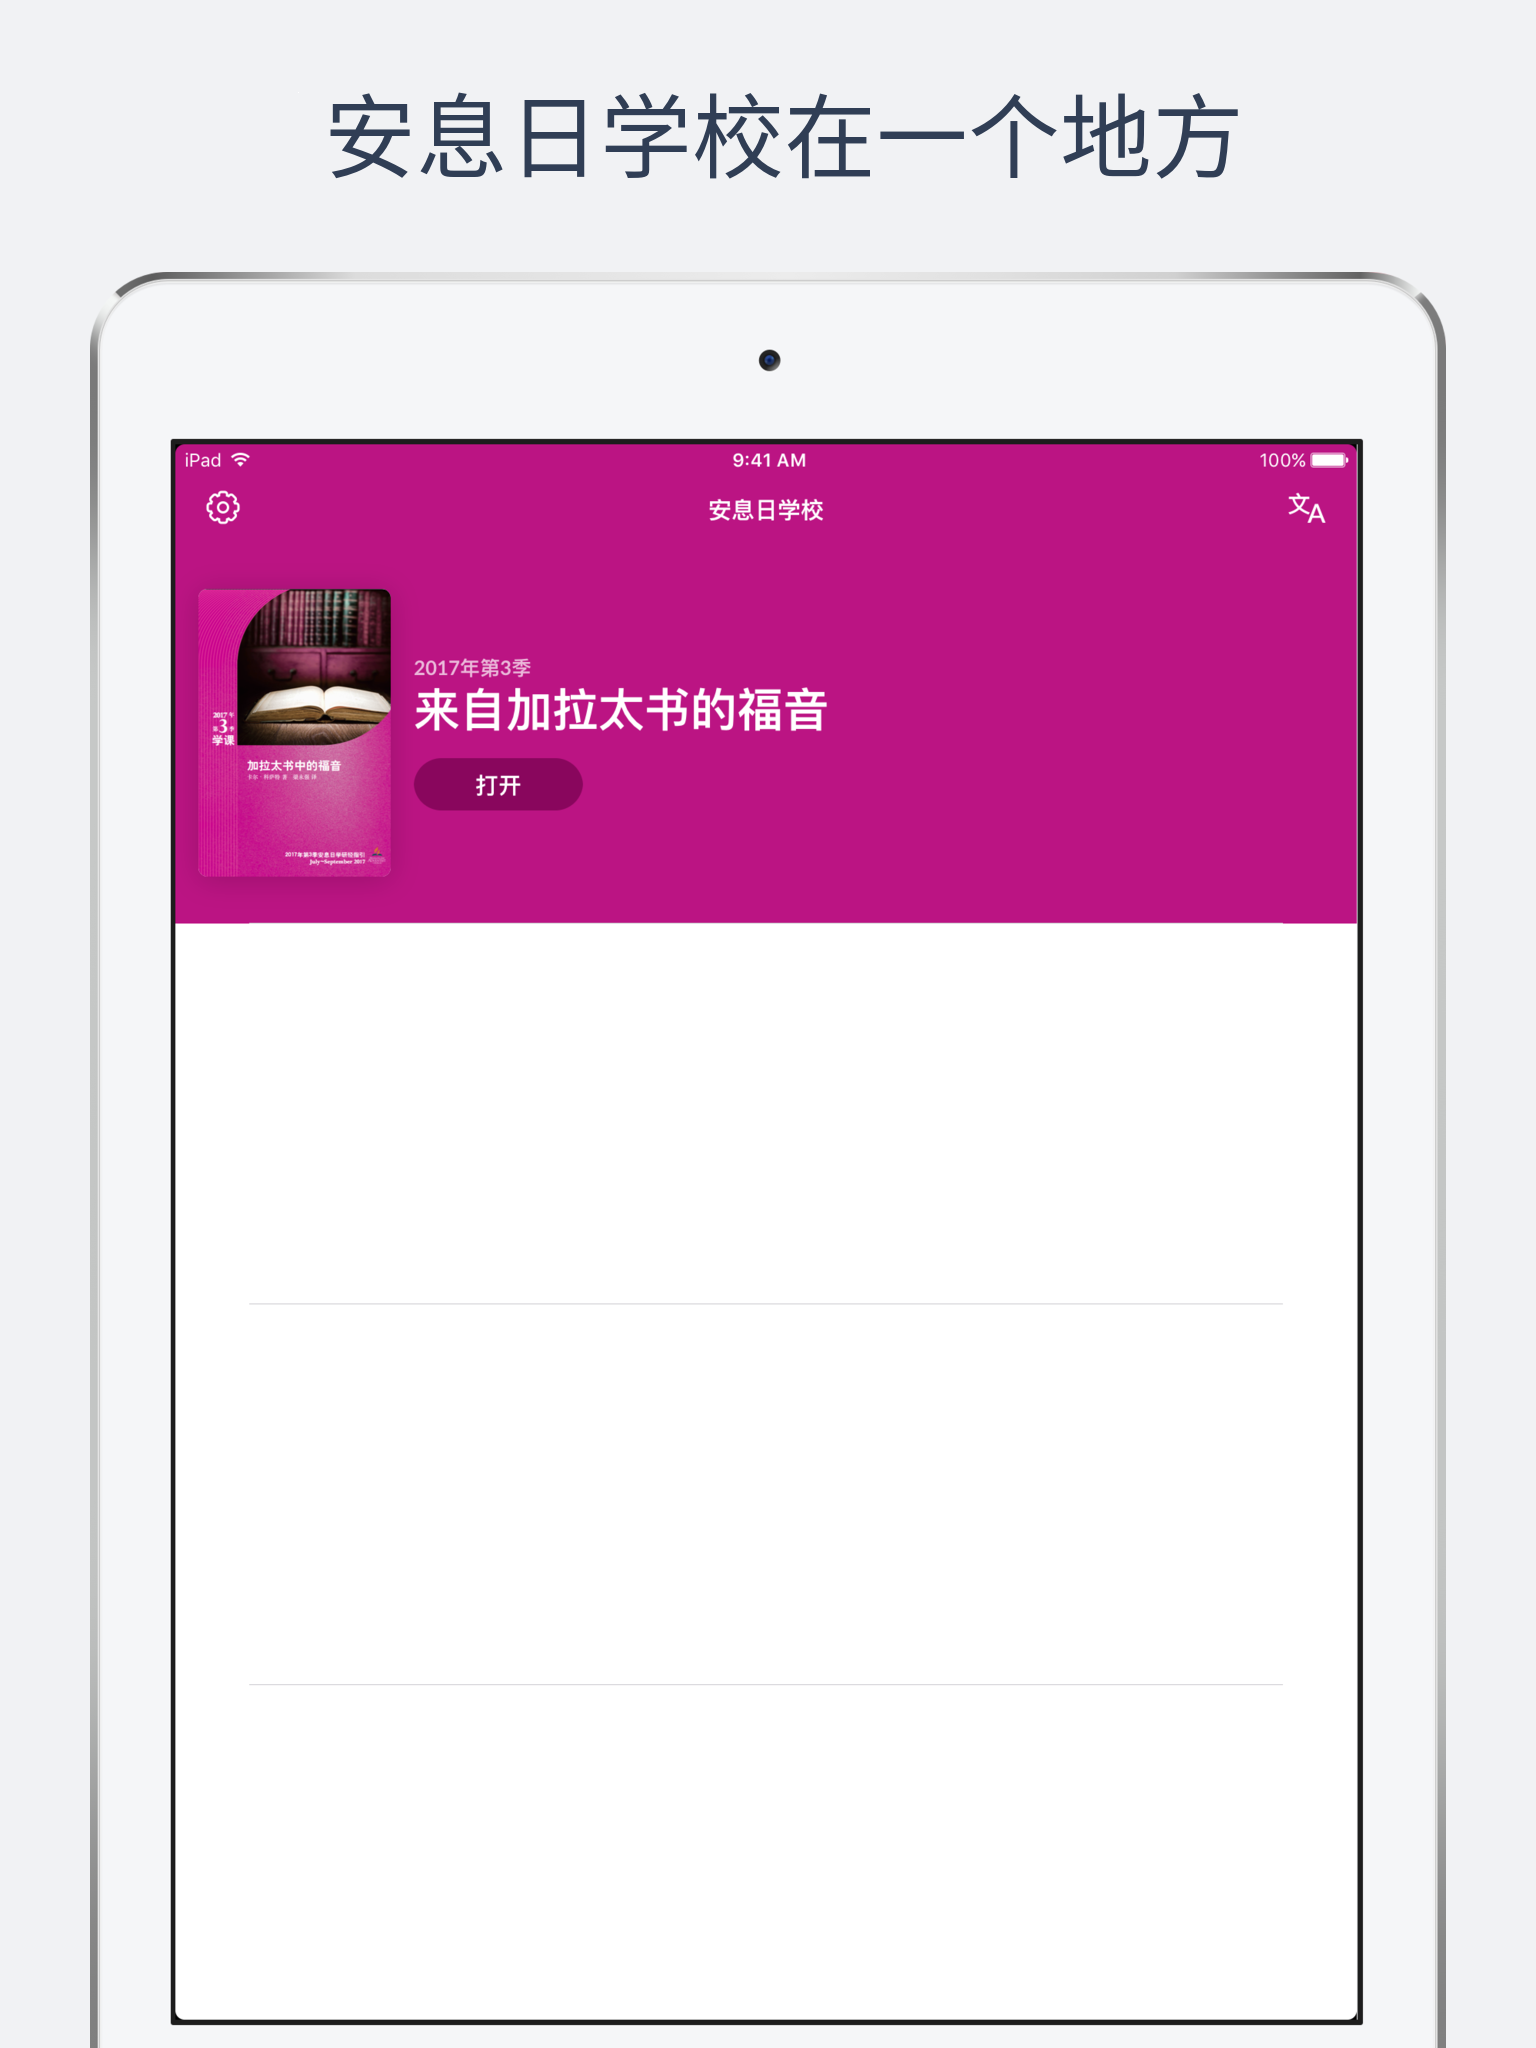 安息日学校在一个地方
iPad 9:41 AM 100%
安息日学校
文A
2017年第3季
来自加拉太书的福音
打开
2017年
第3季
学课
加拉太书中的福音
2017年第3季安息日学研经指引
July–September 2017